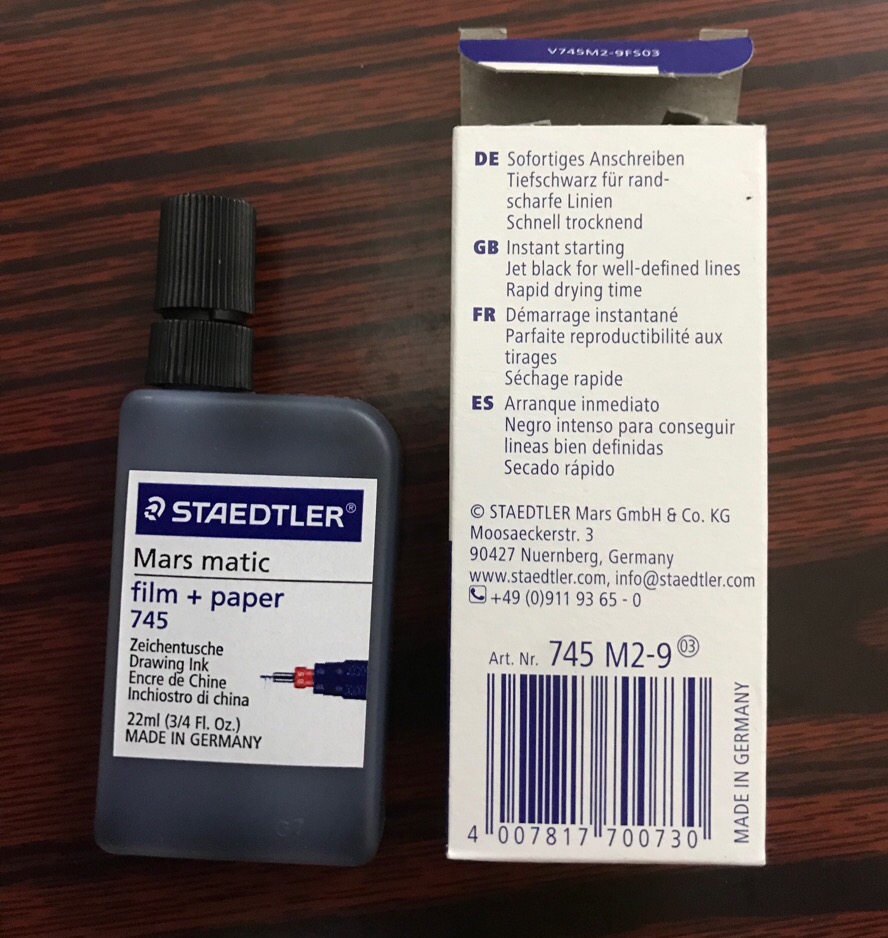 STAEDTLER®
Mars matic
film + paper
745
Zeichentusche
Drawing Ink
Encre de Chine
Inchiostro di china
22ml (3/4 Fl. Oz.)
MADE IN GERMANY
V745M2-9FS03
DE Sofortiges Anschreiben
Tiefschwarz für rand-
scharfe Linien
Schnell trocknend
GB Instant starting
Jet black for well-defined lines
Rapid drying time
FR Démarrage instantané
Parfaite reproductibilité aux
tirages
Séchage rapide
ES Arranque inmediato
Negro intenso para conseguir
lineas bien definidas
Secado rápido
© STAEDTLER Mars GmbH & Co. KG
Moosaeckerstr. 3
90427 Nuernberg, Germany
www.staedtler.com, info@staedtler.com
+49 (0)911 93 65 - 0
Art. Nr. 745 M2-9 03
4 007817 700730
MADE IN GERMANY